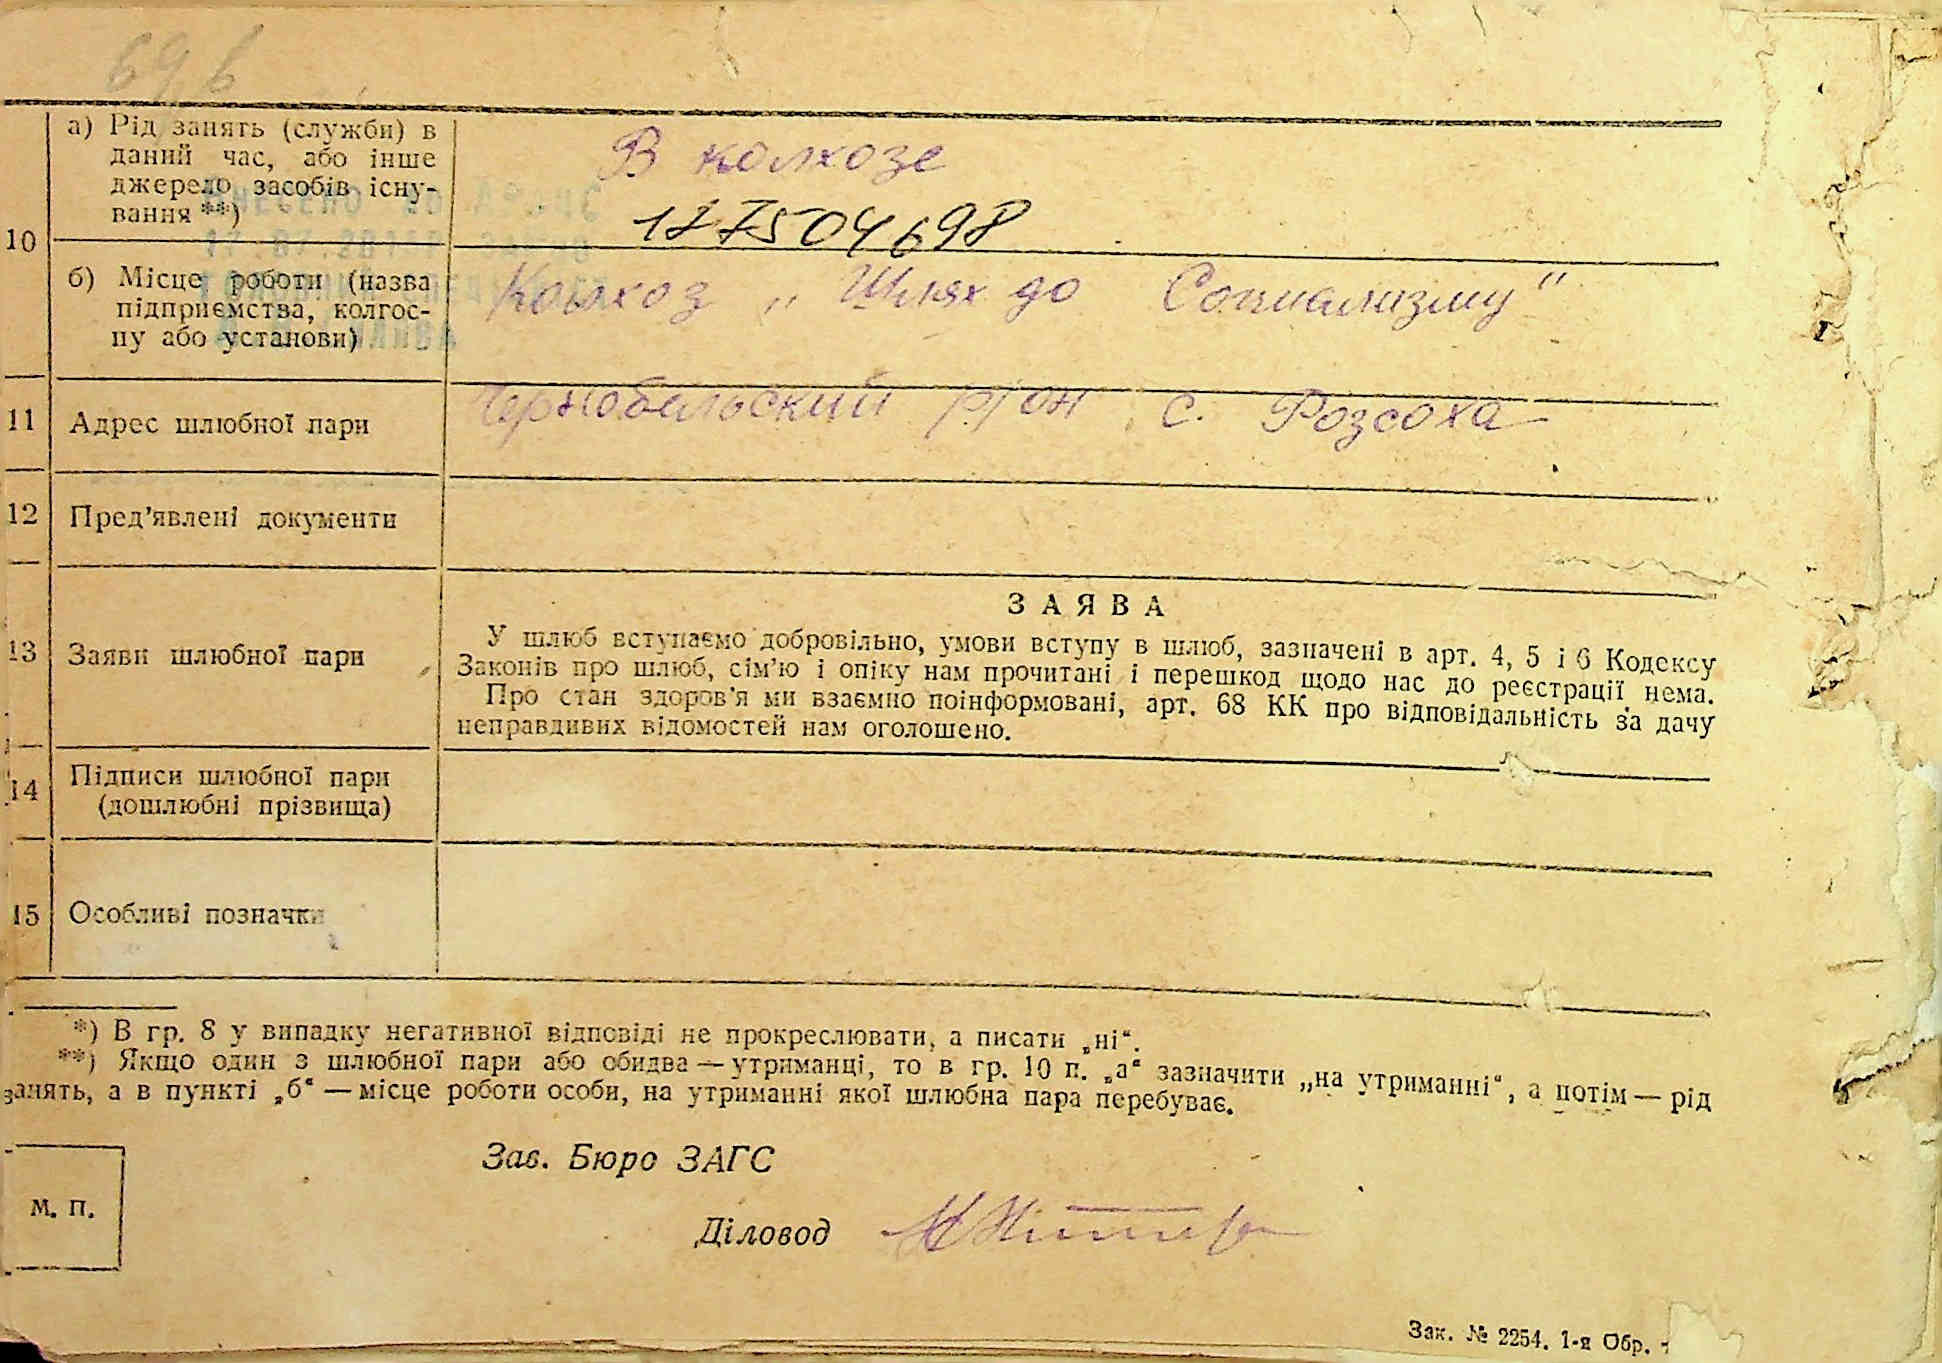 69
10
а) Рід занять (служби) в
даний час, або інше
джерело засобів існу-
вання **)
В колхозе
177504698
б) Місце роботи (назва
підприємства, колгос-
пу або установи)
Колхоз „Шлях до Социализму"
11
Адрес шлюбної пари
Чернобильский р/он с. Розсоха
12
Пред'явлені документи
13
Заяви шлюбної пари
ЗАЯВА
У шлюб вступаємо добровільно, умови вступу в шлюб, зазначені в арт. 4, 5 і 6 Кодексу
Законів про шлюб, сім'ю і опіку нам прочитані і перешкод щодо нас до реєстрації нема.
Про стан здоров'я ми взаємно поінформовані, арт. 68 КК про відповідальність за дачу
неправдивих відомостей нам оголошено.
14
Підписи шлюбної пари
(дошлюбні прізвища)
15
Особливі позначки
*) В гр. 8 у випадку негативної відповіді не прокреслювати, а писати „ні“.
**) Якщо один з шлюбної пари або обидва — утриманці, то в гр. 10 п. „а“ зазначити „на утриманні“, а потім — рід
занять, а в пункті „б“ — місце роботи особи, на утриманні якої шлюбна пара перебуває.
Зав. Бюро ЗАГС
М. П.
Діловод
Зак. № 2254. 1-я Обр.